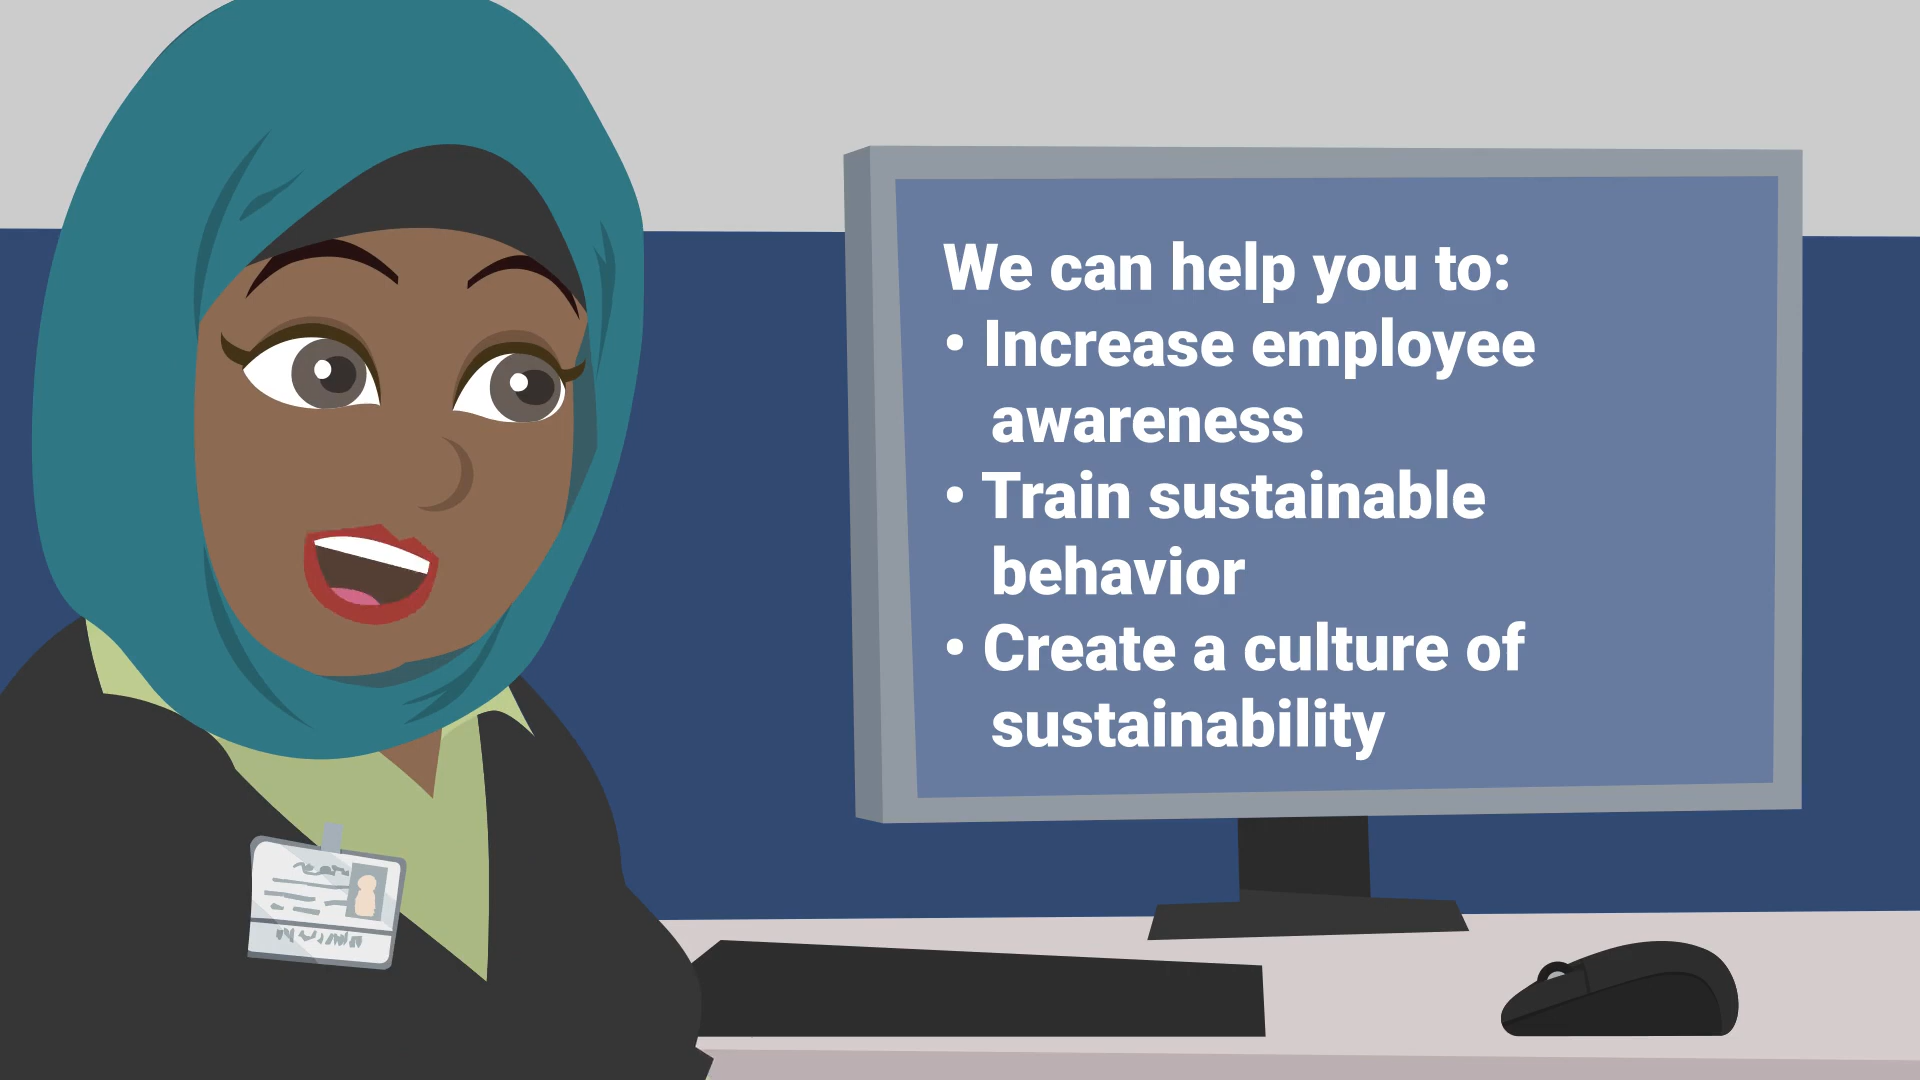 We can help you to:
• Increase employee
awareness
• Train sustainable
behavior
• Create a culture of
sustainability